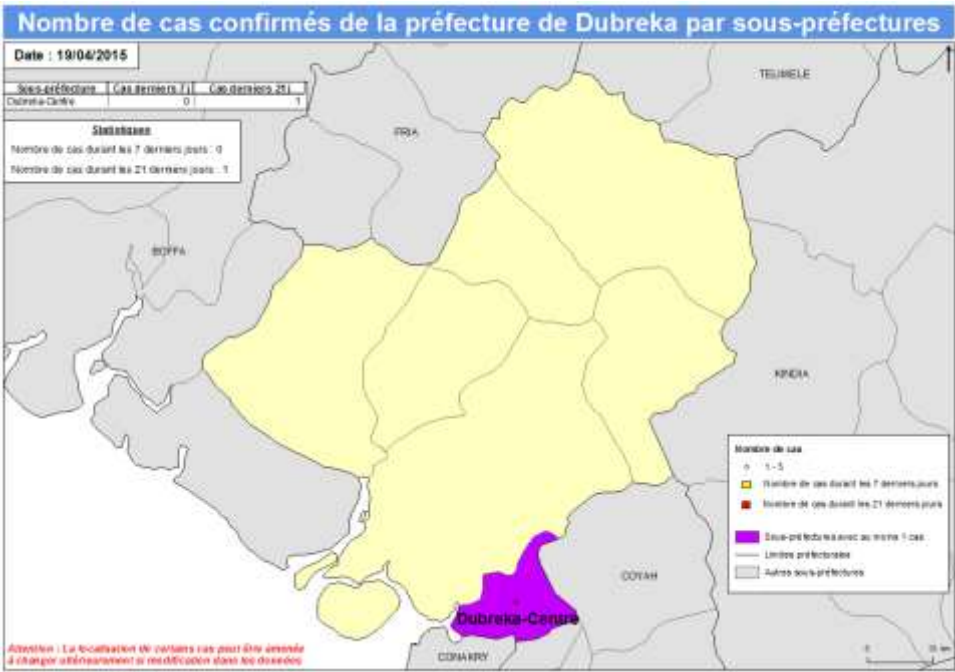 Nombre de cas confirmés de la préfecture de Dubreka par sous-préfectures
Date : 19/04/2015
Sous-préfecture Cas derniers 7 j Cas derniers 21 j
Dubreka-Centre 0 1
Statistiques
Nombre de cas durant les 7 derniers jours : 0
Nombre de cas durant les 21 derniers jours : 1
TELIMELE
FRIA
BOFFA
KINDIA
Nombre de cas
1 - 5
Nombre de cas durant les 7 derniers jours
Nombre de cas durant les 21 derniers jours
Sous-préfectures avec au moins 1 cas
Limites préfectorales
Autres sous-préfectures
COYAH
Dubreka-Centre
CONAKRY
Attention : La localisation de certains cas peut être amenée
à changer ultérieurement si modification dans les données
0 15 km